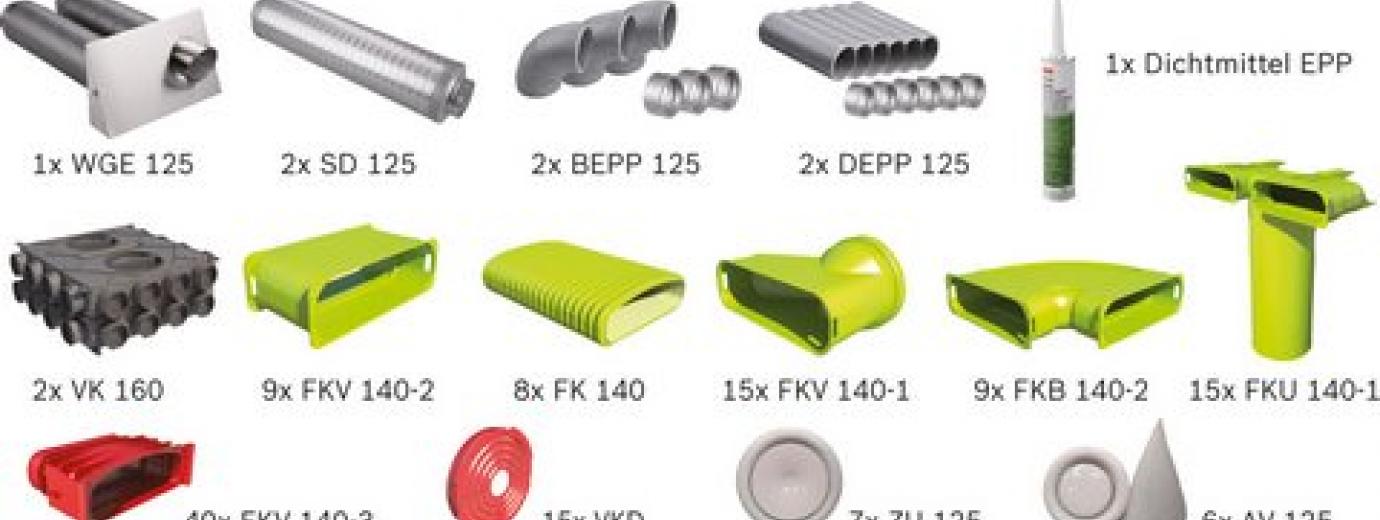 1x Dichtmittel EPP
1x WGE 125
2x SD 125
2x BEPP 125
2x DEPP 125
2x VK 160
9x FKV 140-2
8x FK 140
15x FKV 140-1
9x FKB 140-2
15x FKU 140-1
40x FKV 140-3
15x VKD
7x ZU 125
6x AV 125